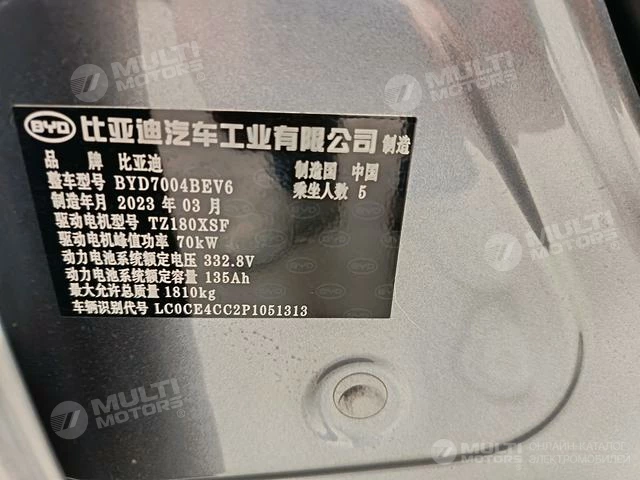 MULTI MOTORS
MULTI MOTORS
BYD 比亚迪汽车工业有限公司 制造
品 牌 比亚迪
制造国 中国
整车型号 BYD7004BEV6
乘坐人数 5
制造年月 2023 年 03 月
驱动电机型号 TZ180XSF
驱动电机峰值功率 70kW
动力电池系统额定电压 332.8V
动力电池系统额定容量 135Ah
最大允许总质量 1810kg
车辆识别代号 LC0CE4CC2P1051313
MULTI MOTORS
MULTI MOTORS
MULTI MOTORS
ОНЛАЙН-КАТАЛОГ
ЭЛЕКТРОМОБИЛЕЙ